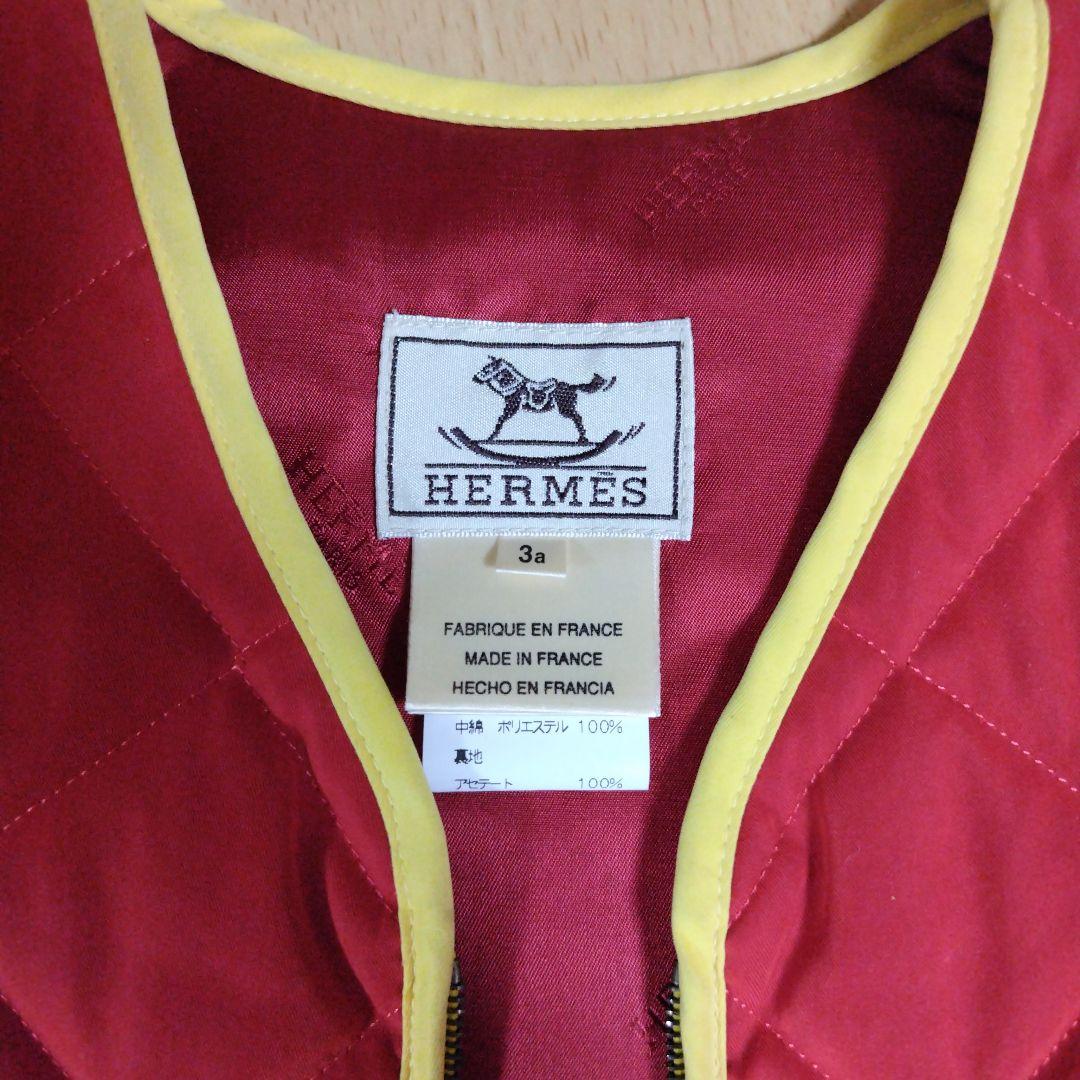 HERMÈS
3a
FABRIQUE EN FRANCE
MADE IN FRANCE
HECHO EN FRANCIA
中綿 ポリエステル 100%
裏地
アセテート 100%